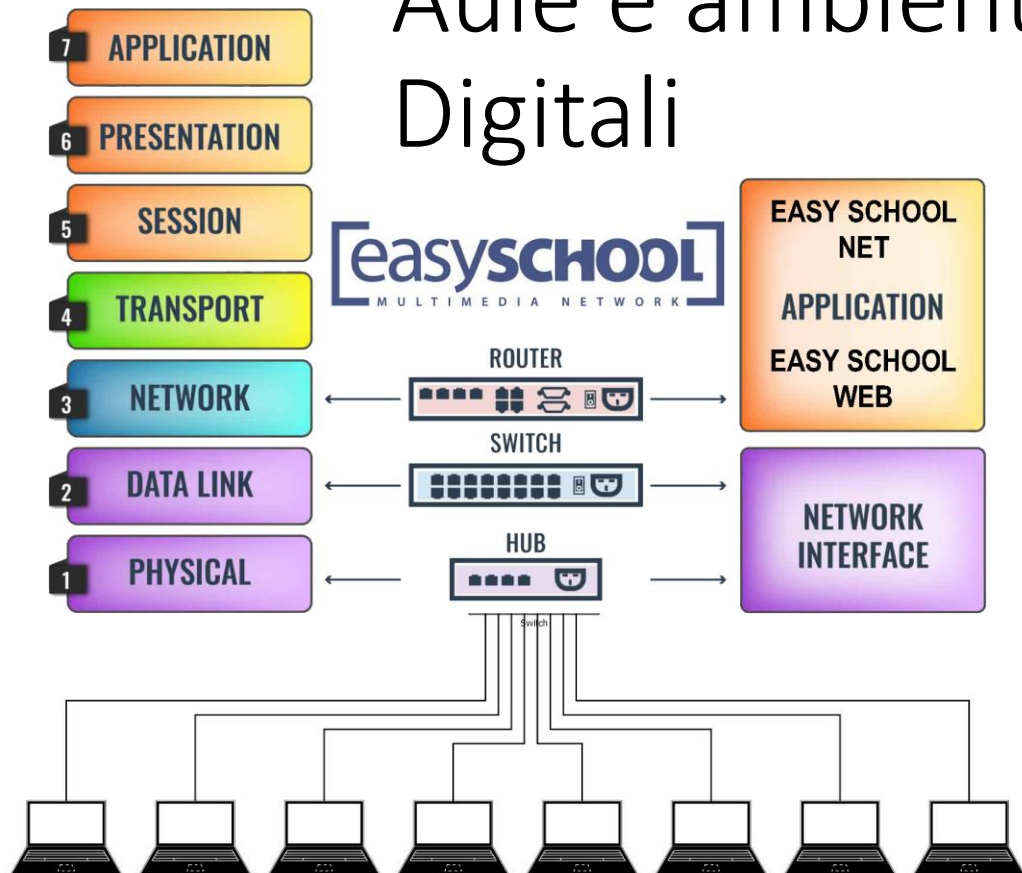 Aule e ambient
Digitali
7 APPLICATION
6 PRESENTATION
5 SESSION
4 TRANSPORT
3 NETWORK
2 DATA LINK
1 PHYSICAL
[easySCHOOL]
MULTIMEDIA NETWORK
ROUTER
SWITCH
HUB
Switch
EASY SCHOOL
NET
APPLICATION
EASY SCHOOL
WEB
NETWORK
INTERFACE